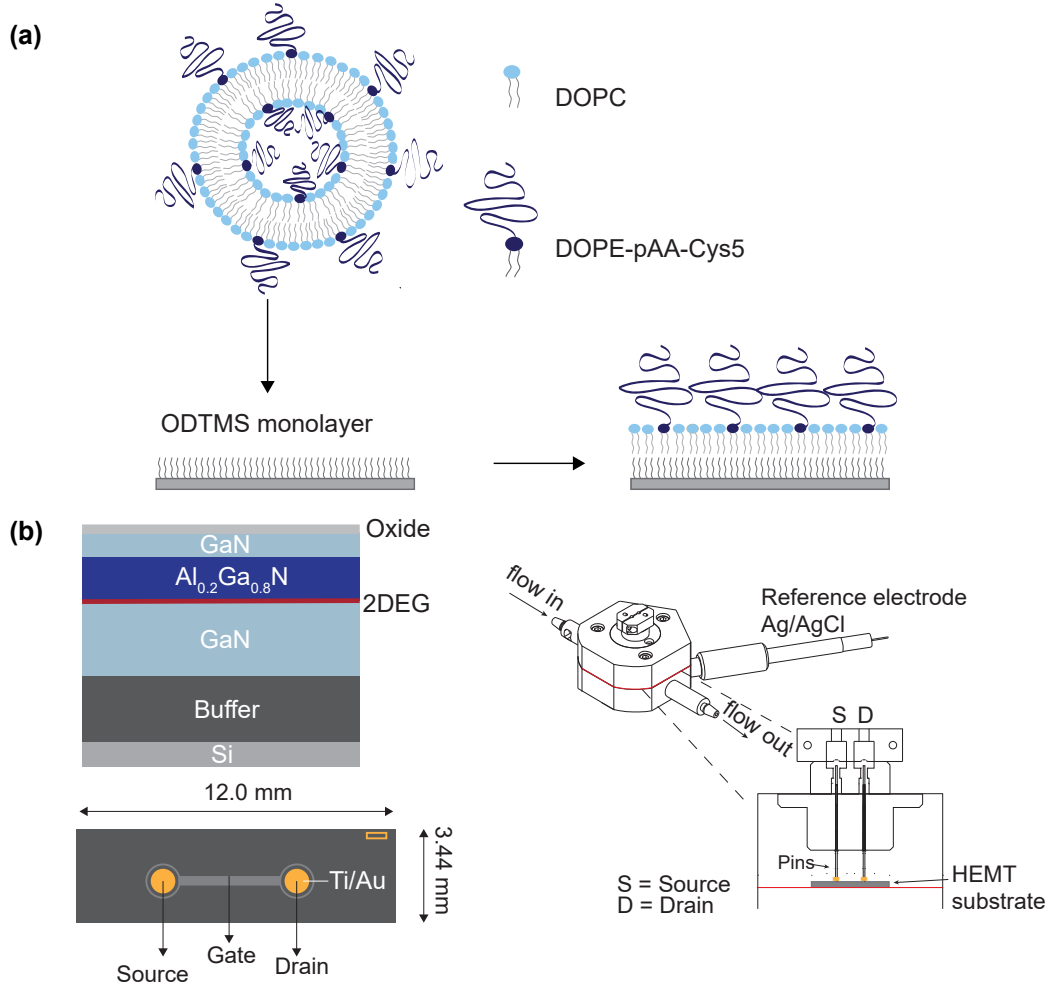 (a)
DOPC
DOPE-pAA-Cys5
ODTMS monolayer
(b)
Oxide
GaN
Al0.2Ga0.8N
2DEG
GaN
Buffer
Si
12.0 mm
3.44 mm
Ti/Au
Source
Gate
Drain
flow in
Reference electrode
Ag/AgCl
flow out
S D
Pins
S = Source
D = Drain
HEMT
substrate